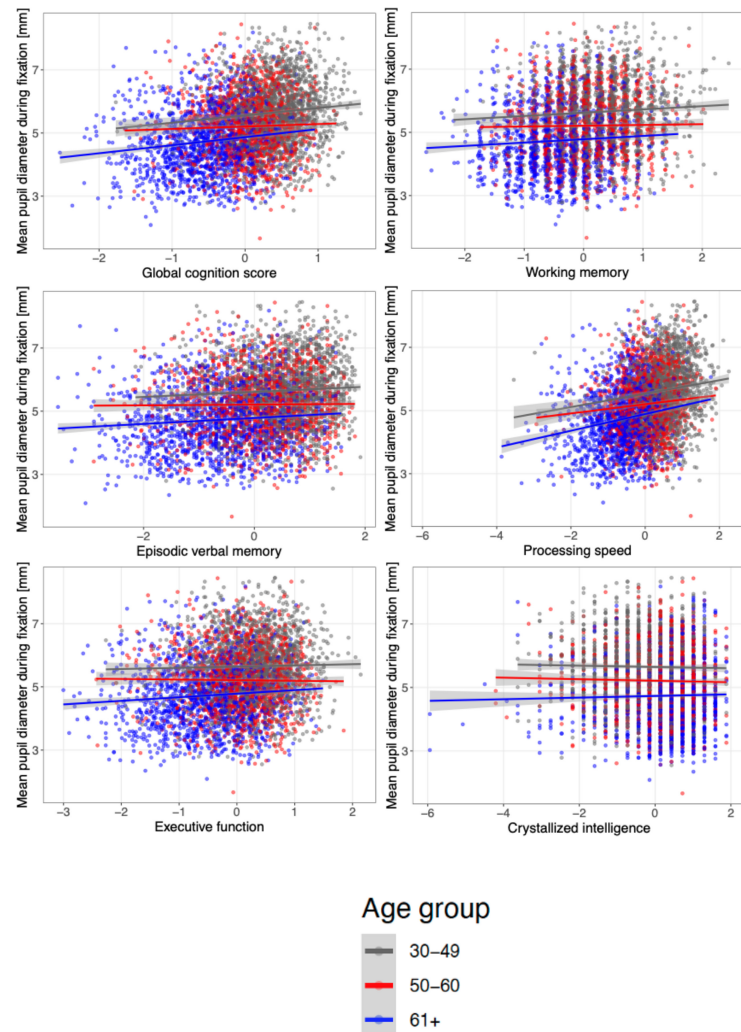 Mean pupil diameter during fixation [mm]
7
5
3
−2 −1 0 1
Global cognition score
Mean pupil diameter during fixation [mm]
7
5
3
−2 −1 0 1 2
Working memory
Mean pupil diameter during fixation [mm]
7
5
3
−2 0 2
Episodic verbal memory
Mean pupil diameter during fixation [mm]
7
5
3
−6 −4 −2 0 2
Processing speed
Mean pupil diameter during fixation [mm]
7
5
3
−3 −2 −1 0 1 2
Executive function
Mean pupil diameter during fixation [mm]
7
5
3
−6 −4 −2 0 2
Crystallized intelligence
Age group
30−49
50−60
61+